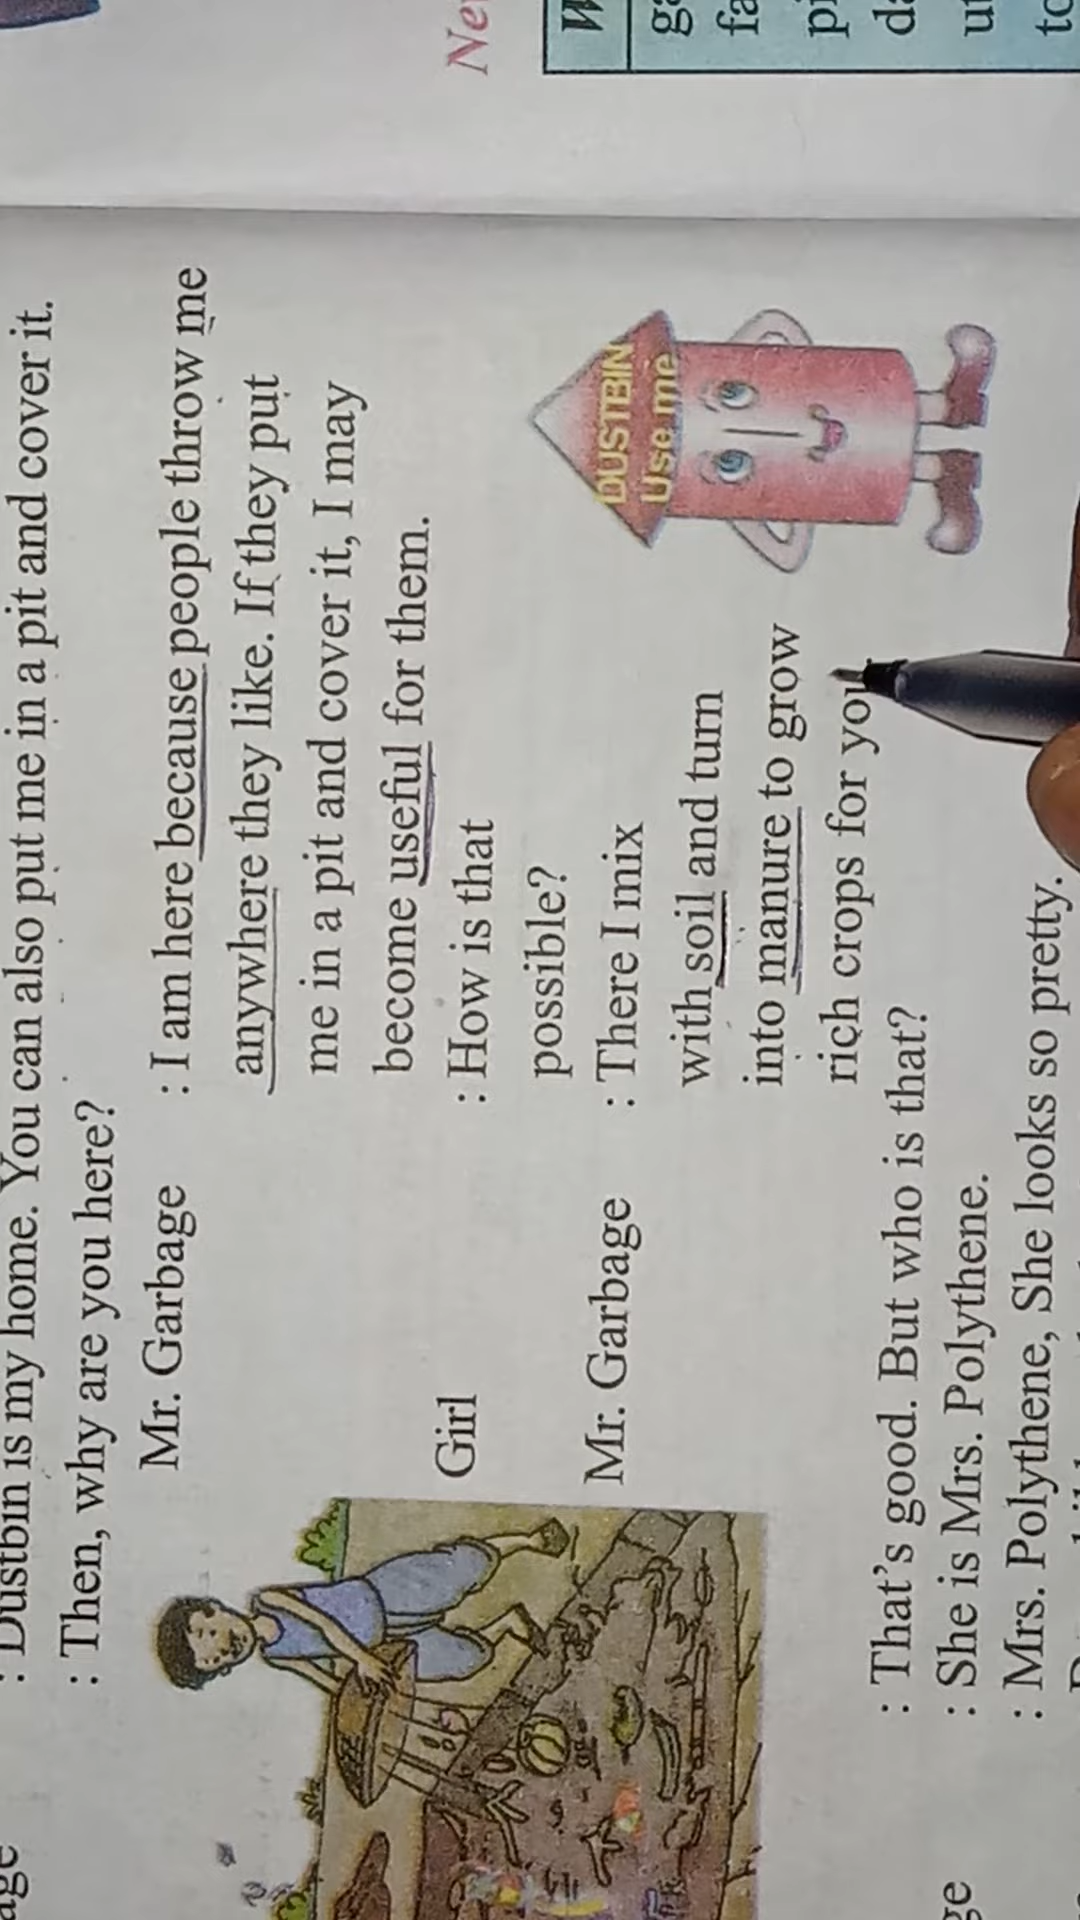 : Dustbin is my home. You can also put me in a pit and cover it.
: Then, why are you here?
Mr. Garbage : I am here because people throw me
anywhere they like. If they put
me in a pit and cover it, I may
become useful for them.
Girl : How is that
possible?
Mr. Garbage : There I mix
with soil and turn
into manure to grow
rich crops for you
: That's good. But who is that?
: She is Mrs. Polythene.
: Mrs. Polythene, She looks so pretty.
DUSTBIN
Use me